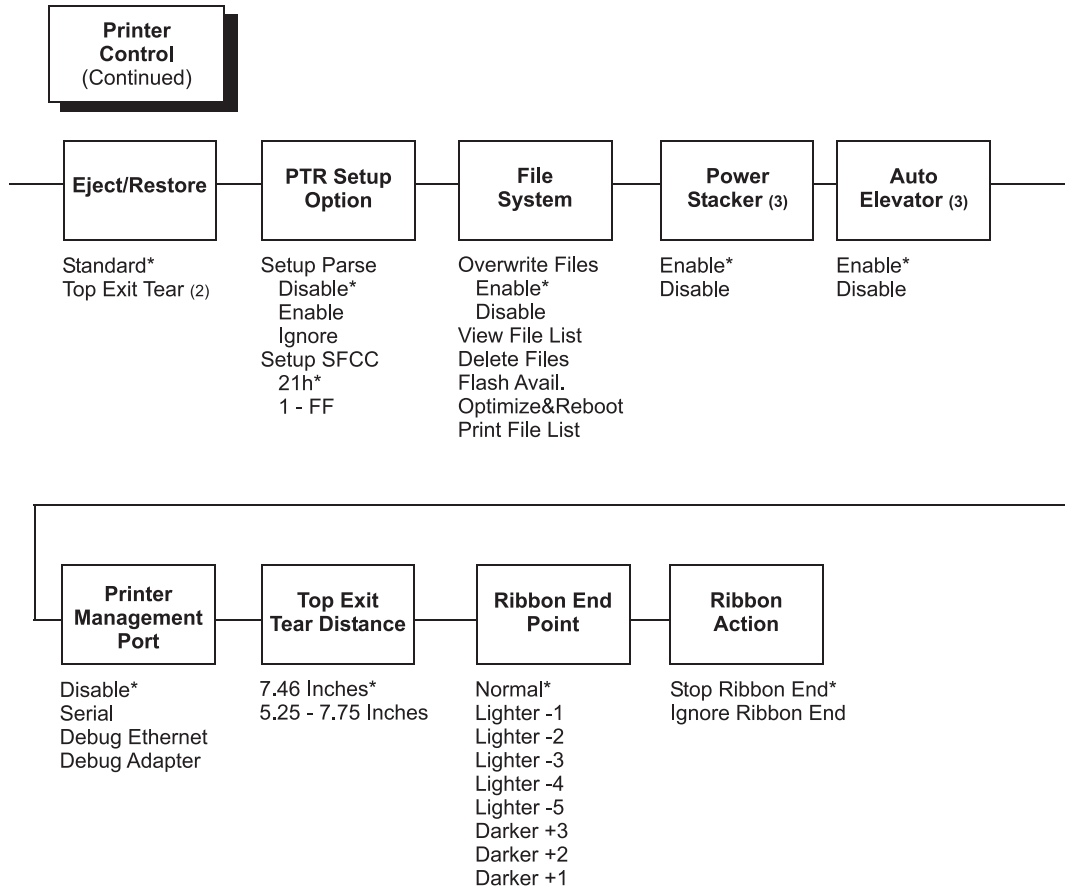 Printer
Control
(Continued)
Eject/Restore
Standard*
Top Exit Tear (2)
PTR Setup
Option
Setup Parse
Disable*
Enable
Ignore
Setup SFCC
21h*
1 - FF
File
System
Overwrite Files
Enable*
Disable
View File List
Delete Files
Flash Avail.
Optimize&Reboot
Print File List
Power
Stacker (3)
Enable*
Disable
Auto
Elevator (3)
Enable*
Disable
Printer
Management
Port
Disable*
Serial
Debug Ethernet
Debug Adapter
Top Exit
Tear Distance
7.46 Inches*
5.25 - 7.75 Inches
Ribbon End
Point
Normal*
Lighter -1
Lighter -2
Lighter -3
Lighter -4
Lighter -5
Darker +3
Darker +2
Darker +1
Ribbon
Action
Stop Ribbon End*
Ignore Ribbon End